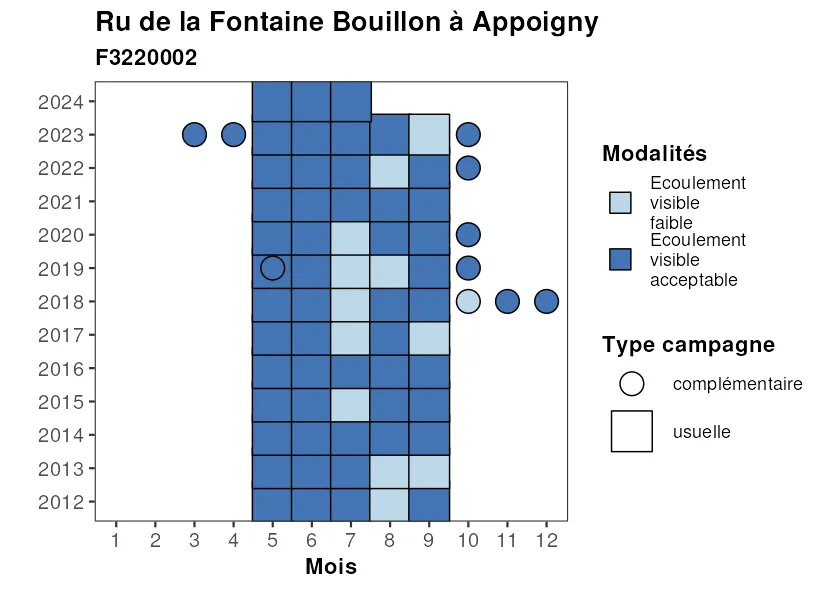 Ru de la Fontaine Bouillon à Appoigny
F3220002
2024
2023
2022
2021
2020
2019
2018
2017
2016
2015
2014
2013
2012
1 2 3 4 5 6 7 8 9 10 11 12
Mois
Modalités
Ecoulement
visible
faible
Ecoulement
visible
acceptable
Type campagne
complémentaire
usuelle